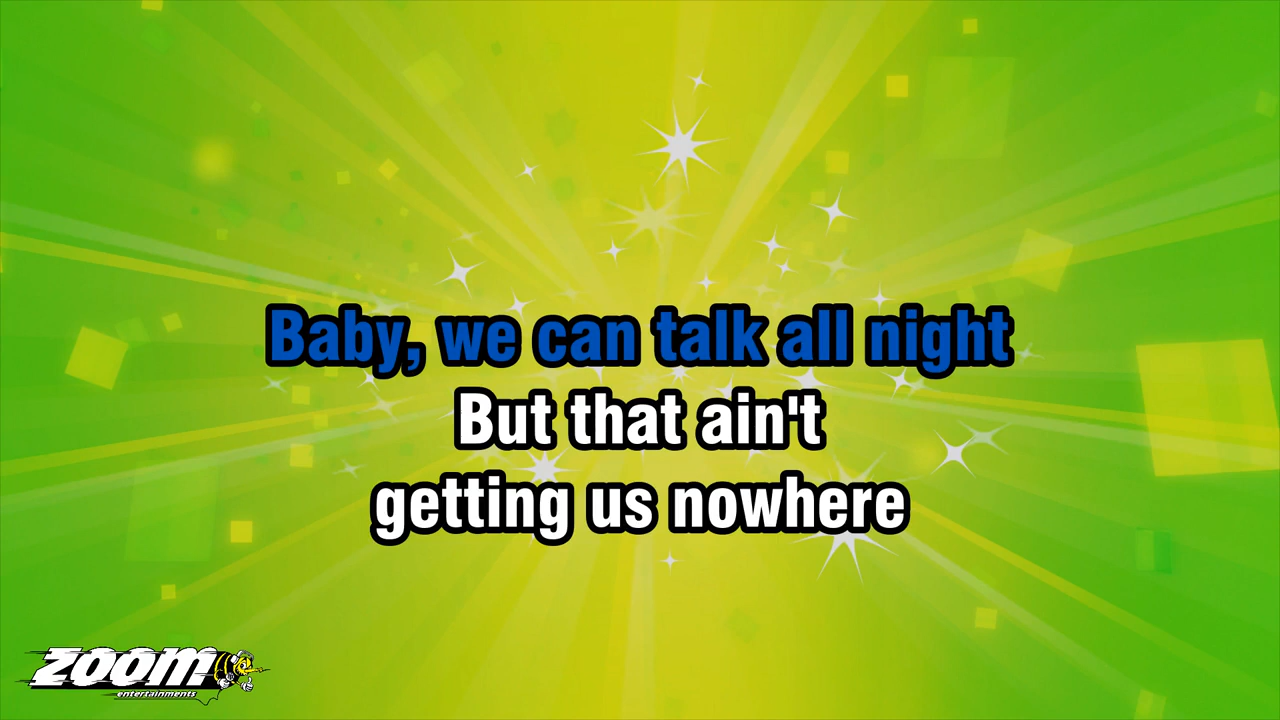 Baby, we can talk all night
But that ain't
getting us nowhere
zoom
entertainments